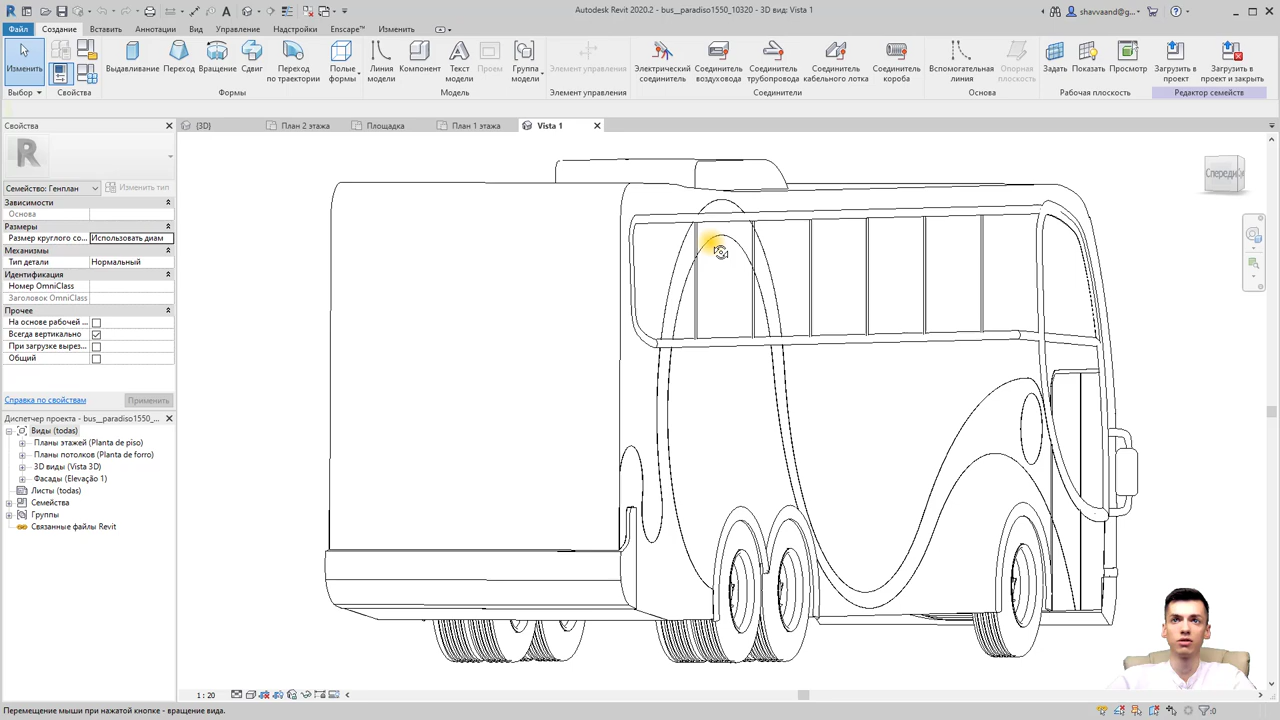 Autodesk Revit 2020.2 - bus__paradiso1550_10320 - 3D вид: Vista 1
shavvaand@g...
Файл
Создание
Вставить
Аннотации
Вид
Управление
Надстройки
Enscape™
Изменить
Изменить
Выдавливание
Переход
Вращение
Сдвиг
Переход
по траектории
Полые
формы
Линия
модели
Компонент
Текст
модели
Проем
Группа
модели
Элемент управления
Электрический
соединитель
Соединитель
воздуховода
Соединитель
трубопровода
Соединитель
кабельного лотка
Соединитель
короба
Вспомогательная
линия
Опорная
плоскость
Задать
Показать
Просмотр
Загрузить в
проект
Загрузить в
проект и закрыть
Выбор
Свойства
Формы
Модель
Элемент управления
Соединители
Основа
Рабочая плоскость
Редактор семейств
Свойства
{3D}
План 2 этажа
Площадка
План 1 этажа
Vista 1
R
Семейство: Генплан
Изменить тип
Зависимости
Основа
Размеры
Размер круглого со...
Использовать диам
Механизмы
Тип детали
Нормальный
Идентификация
Номер OmniClass
Заголовок OmniClass
Прочее
На основе рабочей ...
Всегда вертикально
При загрузке вырез...
Общий
Справка по свойствам
Применить
Диспетчер проекта - bus__paradiso1550_...
Виды (todas)
Планы этажей (Planta de piso)
Планы потолков (Planta de forro)
3D виды (Vista 3D)
Фасады (Elevação 1)
Листы (todas)
Семейства
Группы
Связанные файлы Revit
1 : 20
Перемещение мыши при нажатой кнопке - вращение вида.
:0